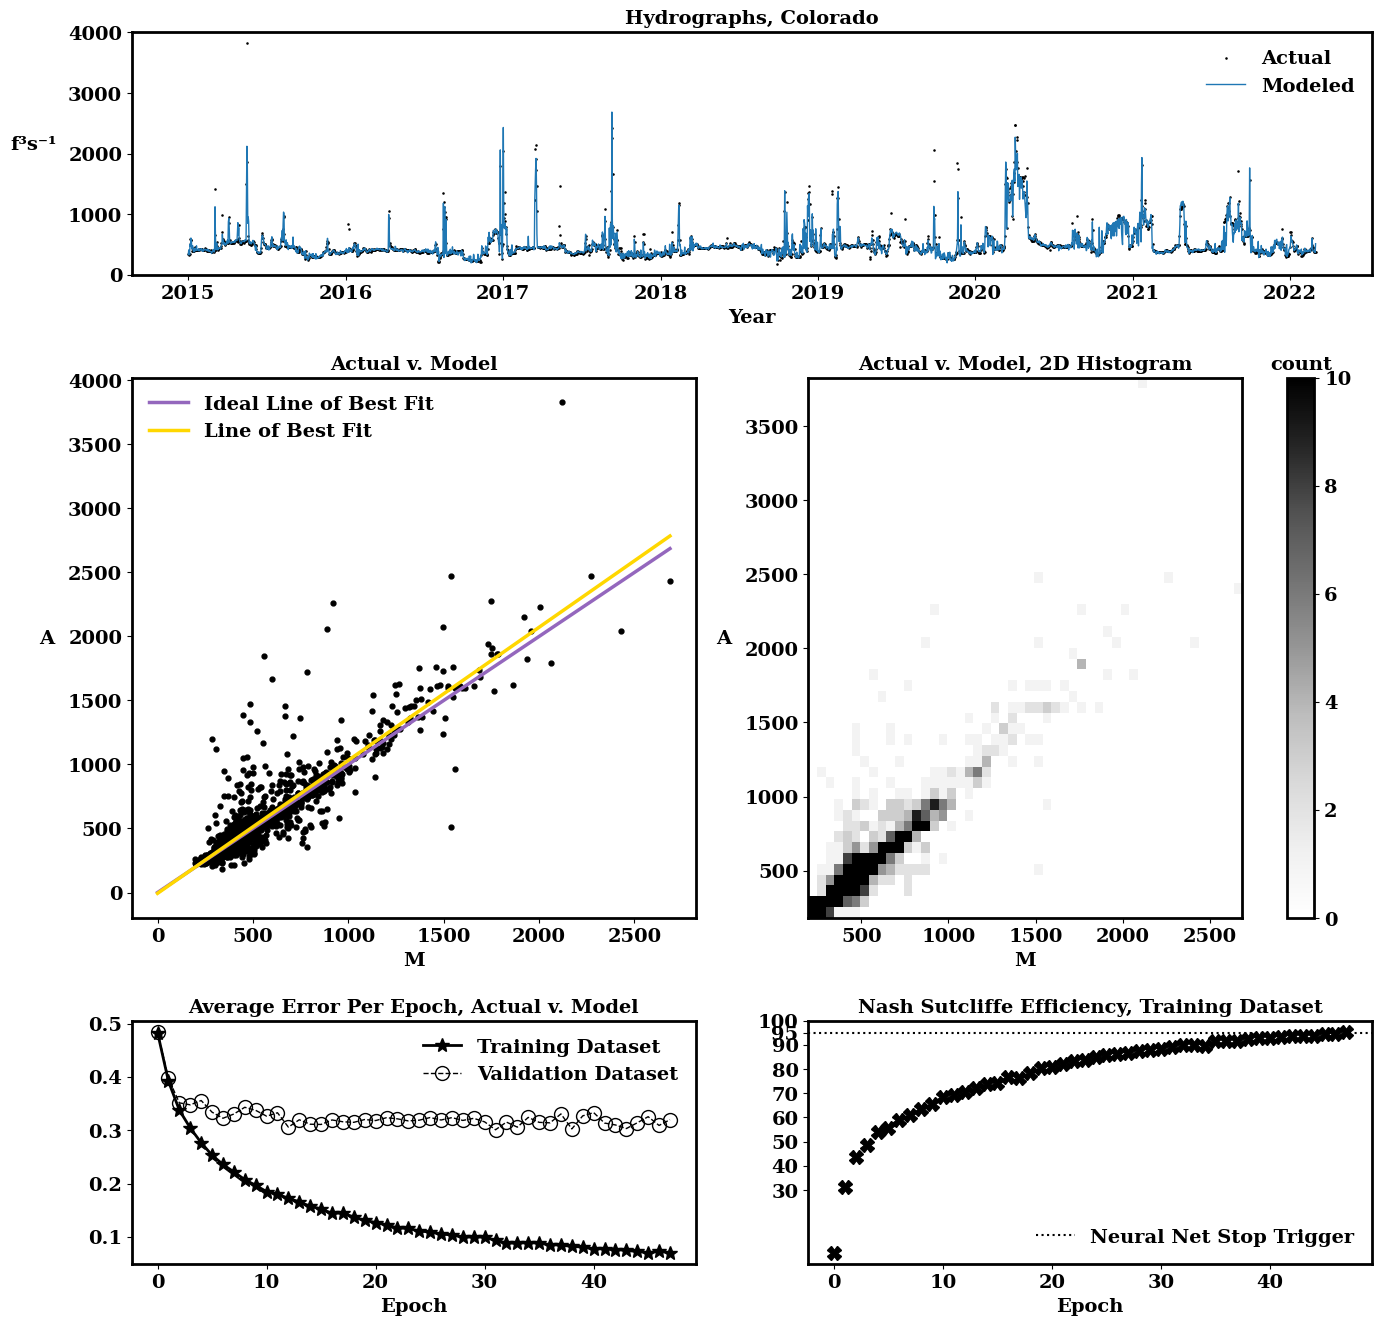 Hydrographs, Colorado
4000
3000
2000
1000
0
f³s⁻¹
Actual
Modeled
2015 2016 2017 2018 2019 2020 2021 2022
Year
Actual v. Model
4000
3500
3000
2500
2000
1500
1000
500
0
A
Ideal Line of Best Fit
Line of Best Fit
0 500 1000 1500 2000 2500
M
Actual v. Model, 2D Histogram
3500
3000
2500
2000
1500
1000
500
A
500 1000 1500 2000 2500
M
count
10
8
6
4
2
0
Average Error Per Epoch, Actual v. Model
0.5
0.4
0.3
0.2
0.1
Training Dataset
Validation Dataset
0 10 20 30 40
Epoch
Nash Sutcliffe Efficiency, Training Dataset
100
95
90
80
70
60
50
40
30
Neural Net Stop Trigger
0 10 20 30 40
Epoch